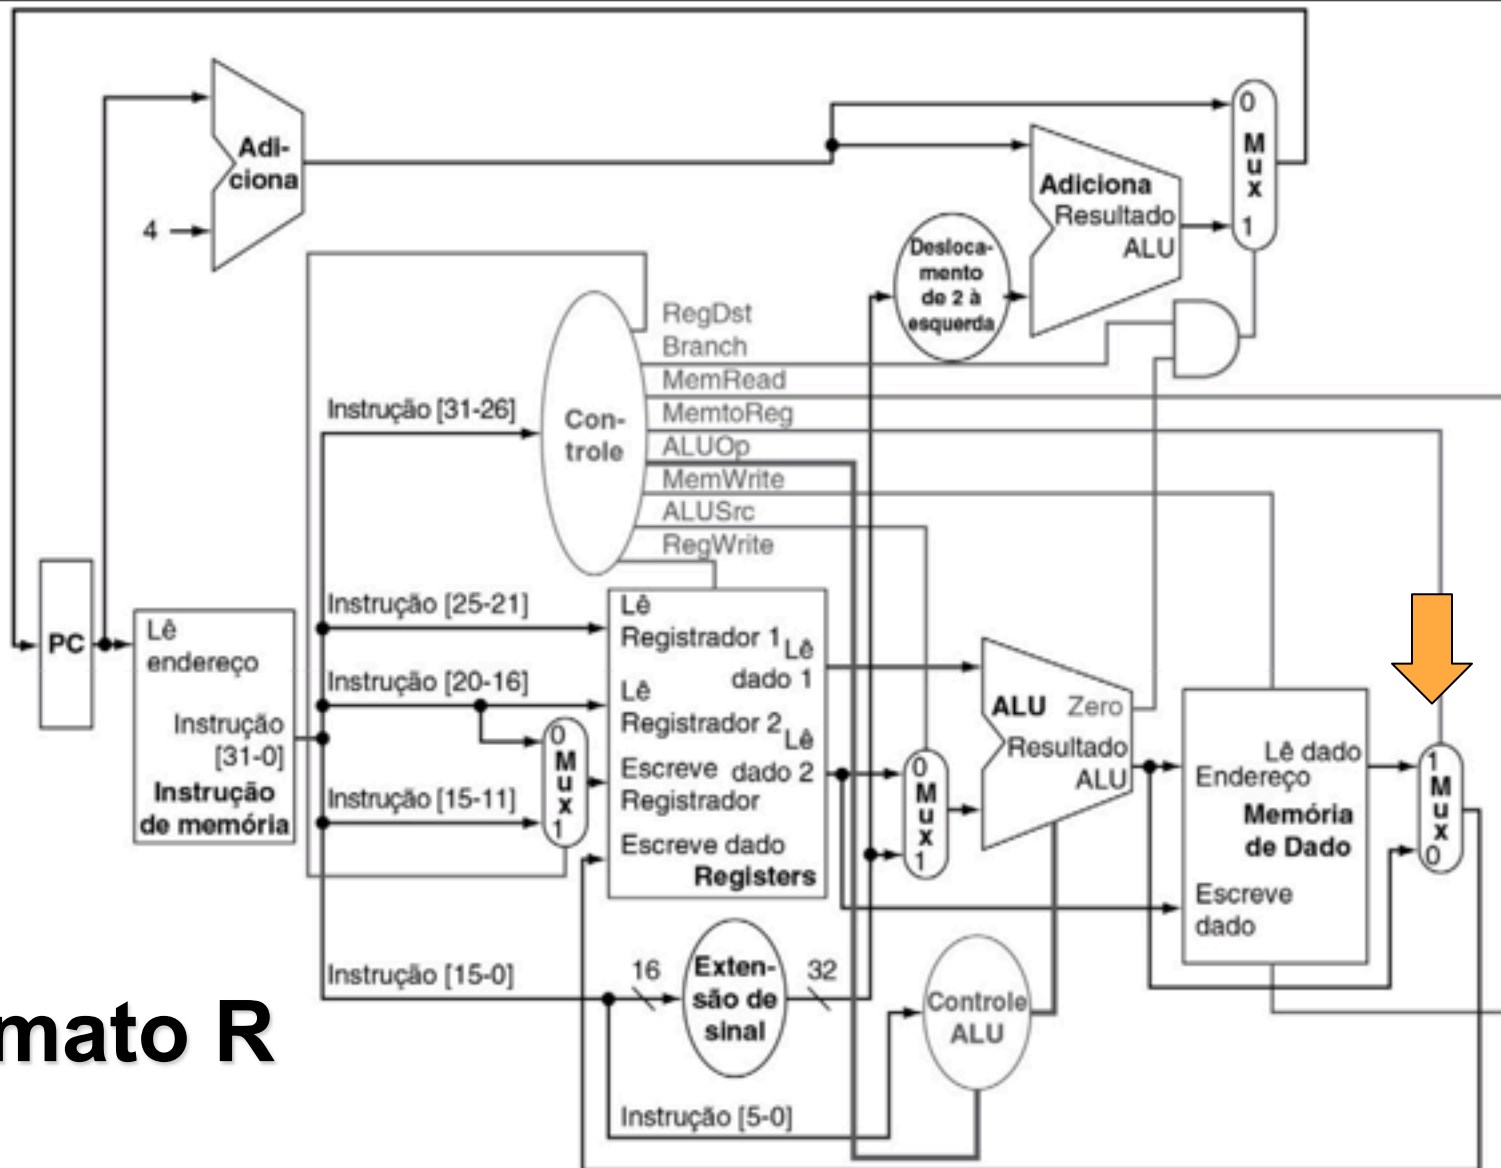 Adi-
ciona
4
0
Mux
1
Adiciona
Resultado
ALU
Desloca-
mento
de 2 à
esquerda
RegDst
Branch
MemRead
MemtoReg
ALUOp
MemWrite
ALUSrc
RegWrite
Con-
trole
Instrução [31-26]
Instrução [25-21]
Instrução [20-16]
Instrução [15-11]
Instrução [15-0]
Instrução [5-0]
PC
Lê
endereço
Instrução
[31-0]
Instrução
de memória
0
Mux
1
Lê
Registrador 1
Lê
dado 1
Lê
Registrador 2
Lê
dado 2
Escreve
Registrador
Escreve dado
Registers
0
Mux
1
ALU
Zero
Resultado
ALU
Lê dado
Endereço
Memória
de Dado
Escreve
dado
1
Mux
0
16
Exten-
são de
sinal
32
Controle
ALU
mato R